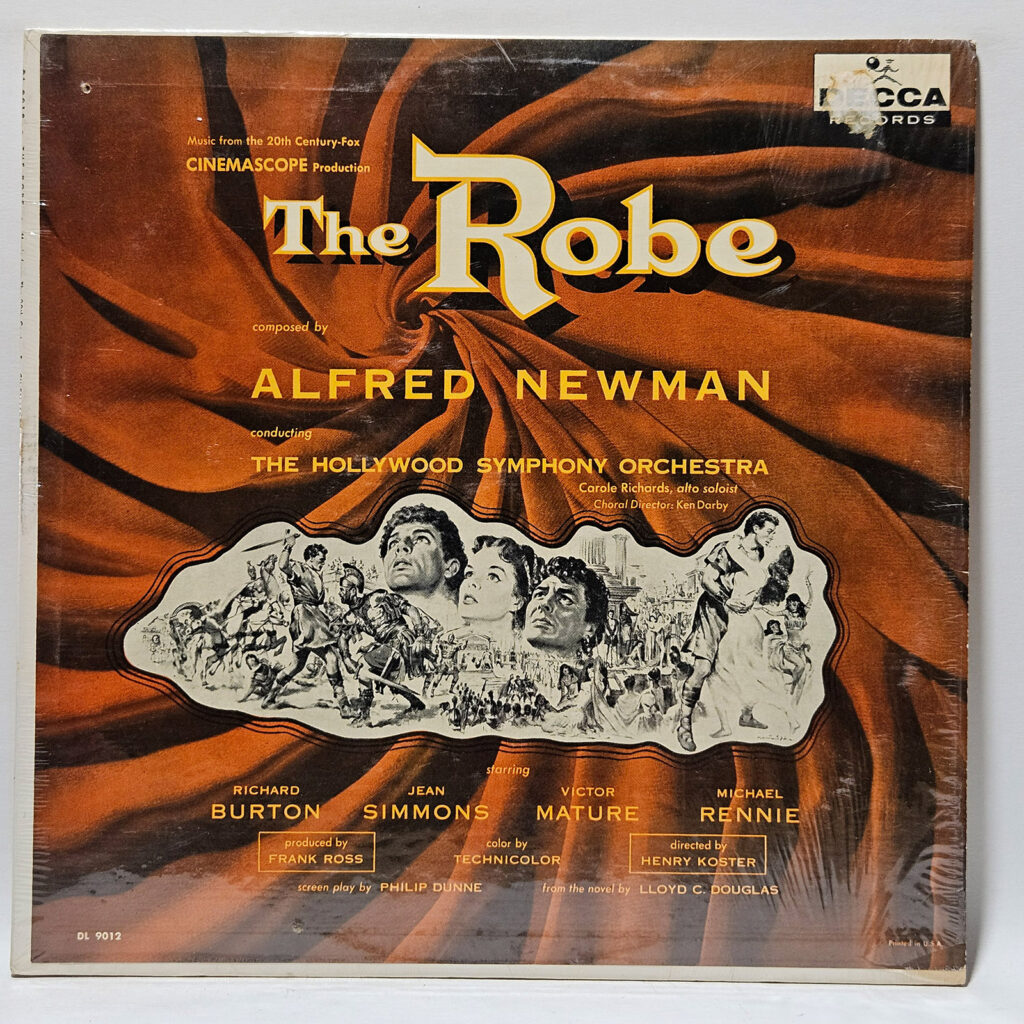 DECCA
RECORDS
Music from the 20th Century-Fox
CINEMASCOPE Production
The Robe
composed by
ALFRED NEWMAN
conducting
THE HOLLYWOOD SYMPHONY ORCHESTRA
Carole Richards, alto soloist
Choral Director: Ken Darby
starring
RICHARD BURTON
JEAN SIMMONS
VICTOR MATURE
MICHAEL RENNIE
produced by
FRANK ROSS
color by
TECHNICOLOR
directed by
HENRY KOSTER
screen play by PHILIP DUNNE
from the novel by LLOYD C. DOUGLAS
DL 9012
Printed in U.S.A.